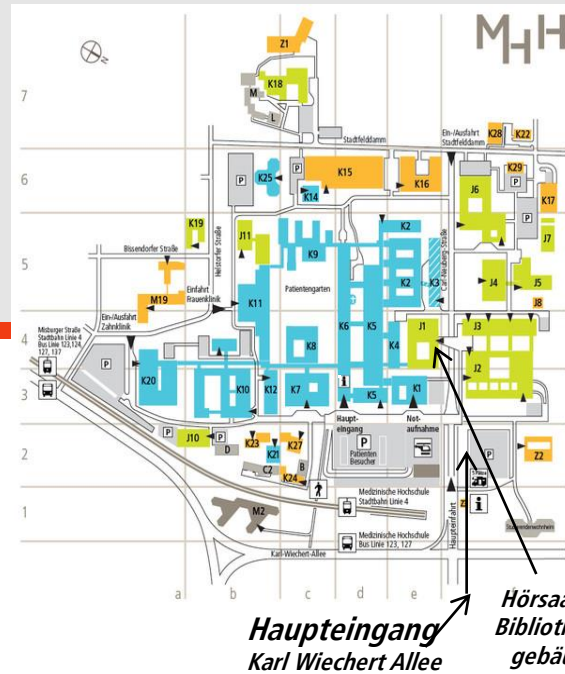 MHH
7
6
5
4
3
2
1
a
b
c
d
e
N
Z1
K18
M
L
Stadtfelddamm
Ein-/Ausfahrt
Stadtfelddamm
K28
K22
K29
P
K17
K25
P
P
K14
K15
K16
J6
J7
K19
Bissendorfer Straße
Helstorfer Straße
J11
K9
K2
K2
K3
Carl-Neuberg-Straße
J4
J5
J8
M19
Einfahrt
Frauenklinik
K11
Patientengarten
K6
K5
K4
J1
J3
J2
Ein-/Ausfahrt
Zahnklinik
Misburger Straße
Stadtbahn Linie 4
Bus Linie 123, 124,
127, 137
P
K20
K10
K12
K8
K7
K5
K1
i
Haupt-
eingang
Not-
aufnahme
P
Patienten
Besucher
P
J10
P
D
K23
K21
K27
C2
K24
B
Z2
M2
Medizinische Hochschule
Stadtbahn Linie 4
Medizinische Hochschule
Bus Linie 123, 127
Karl-Wiechert-Allee
Haupteinfahrt
i
Haupteingang
Karl Wiechert Allee